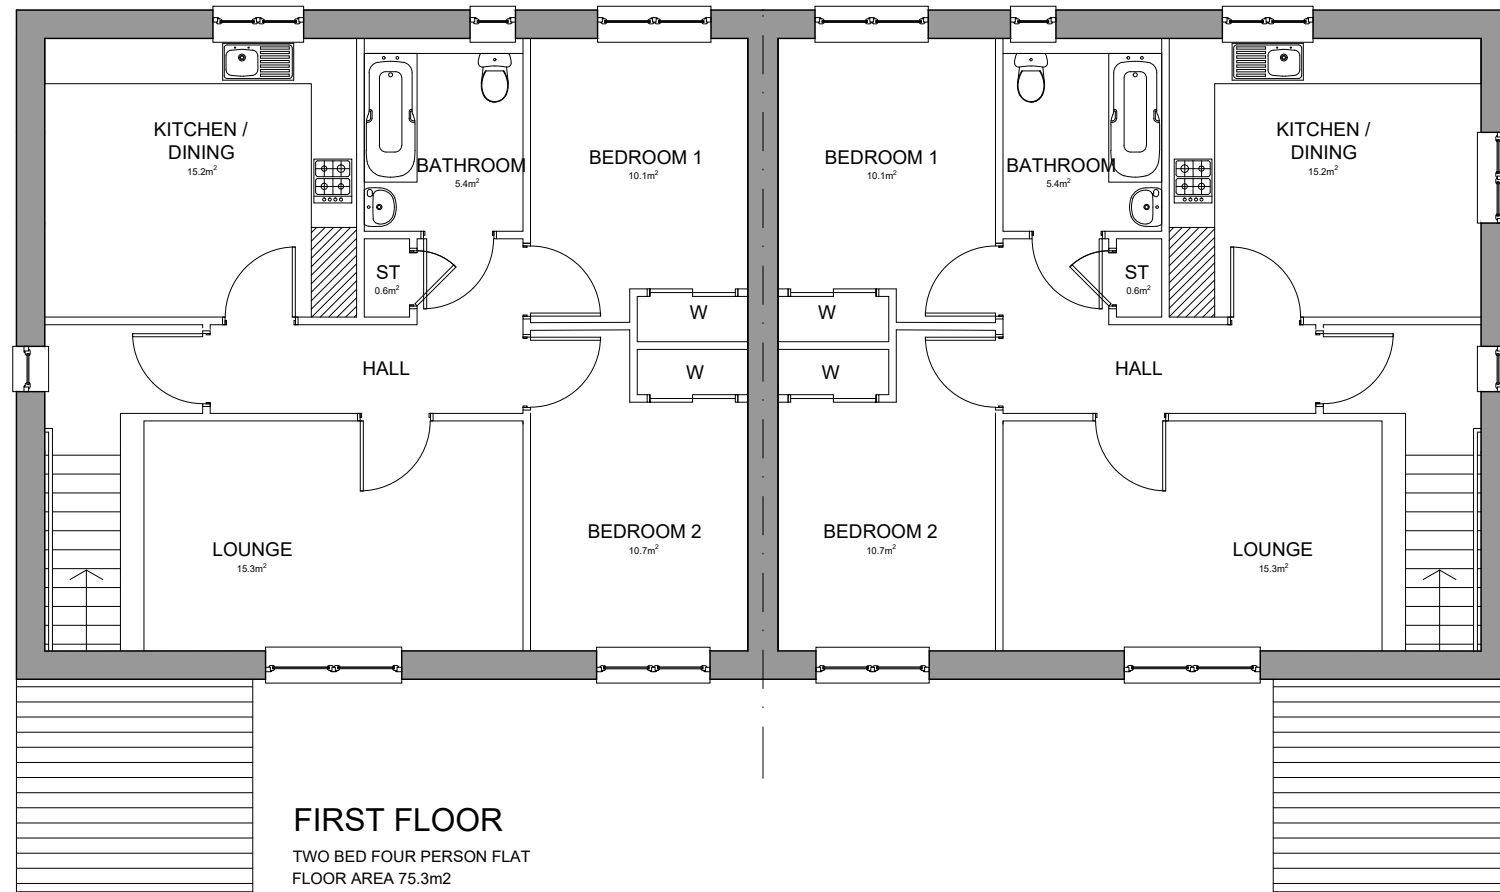 KITCHEN /
DINING
15.2m²
BATHROOM
5.4m²
BEDROOM 1
10.1m²
BEDROOM 1
10.1m²
BATHROOM
5.4m²
KITCHEN /
DINING
15.2m²
ST
0.6m²
W
W
ST
0.6m²
HALL
W
W
HALL
LOUNGE
15.3m²
BEDROOM 2
10.7m²
BEDROOM 2
10.7m²
LOUNGE
15.3m²
FIRST FLOOR
TWO BED FOUR PERSON FLAT
FLOOR AREA 75.3m2